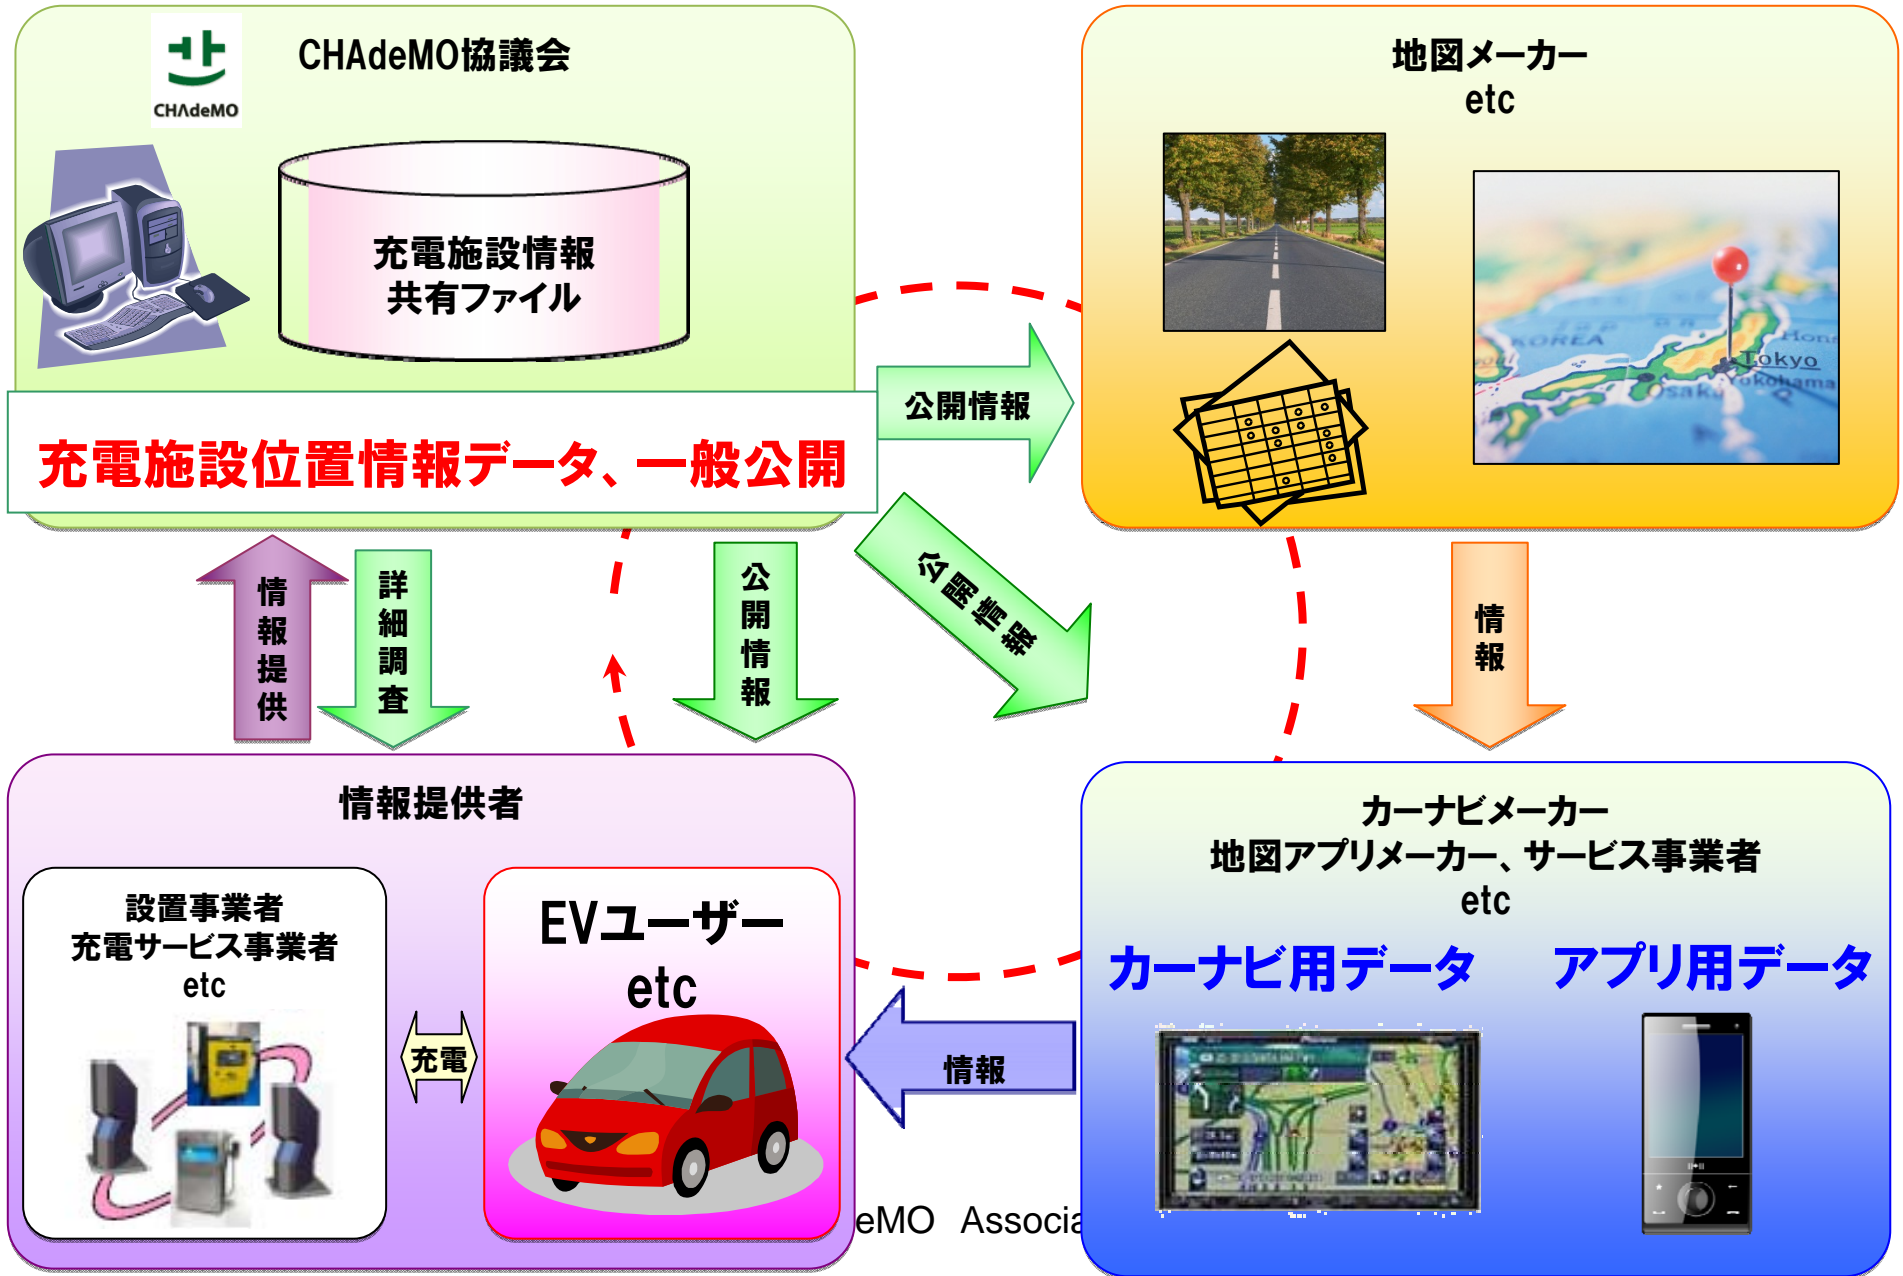 CHAdeMO
CHAdeMO協議会
充電施設情報
共有ファイル
充電施設位置情報データ、一般公開
公開情報
地図メーカー
etc
KOREA
Tokyo
Yokohama
Osaka
情報提供
詳細調査
公開情報
公開情報
情報
情報提供者
設置事業者
充電サービス事業者
etc
充電
EVユーザー
etc
情報
カーナビメーカー
地図アプリメーカー、サービス事業者
etc
カーナビ用データ
アプリ用データ
eMO Associa